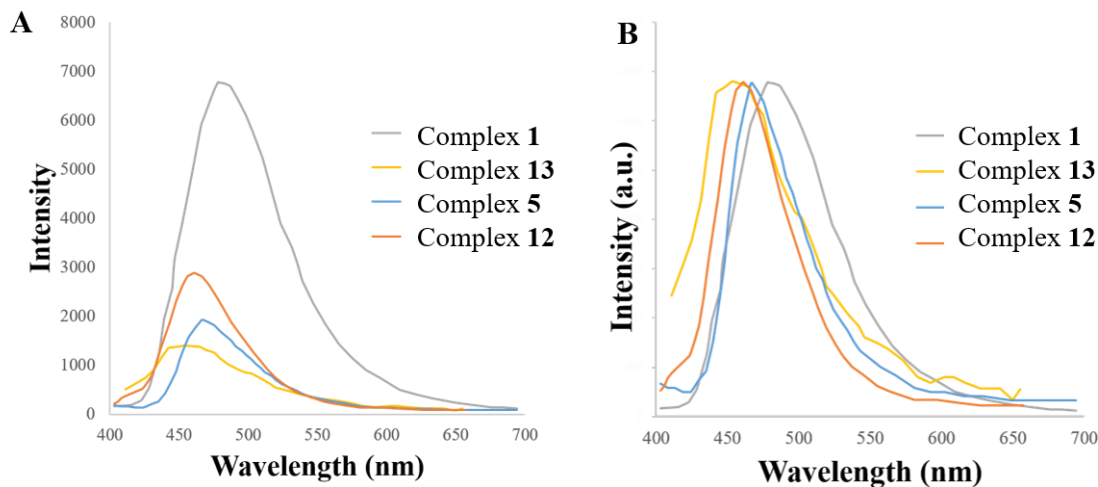 A
8000
7000
6000
5000
4000
3000
2000
1000
0
Intensity
400 450 500 550 600 650 700
Wavelength (nm)
Complex 1
Complex 13
Complex 5
Complex 12
B
Intensity (a.u.)
400 450 500 550 600 650 700
Wavelength (nm)
Complex 1
Complex 13
Complex 5
Complex 12